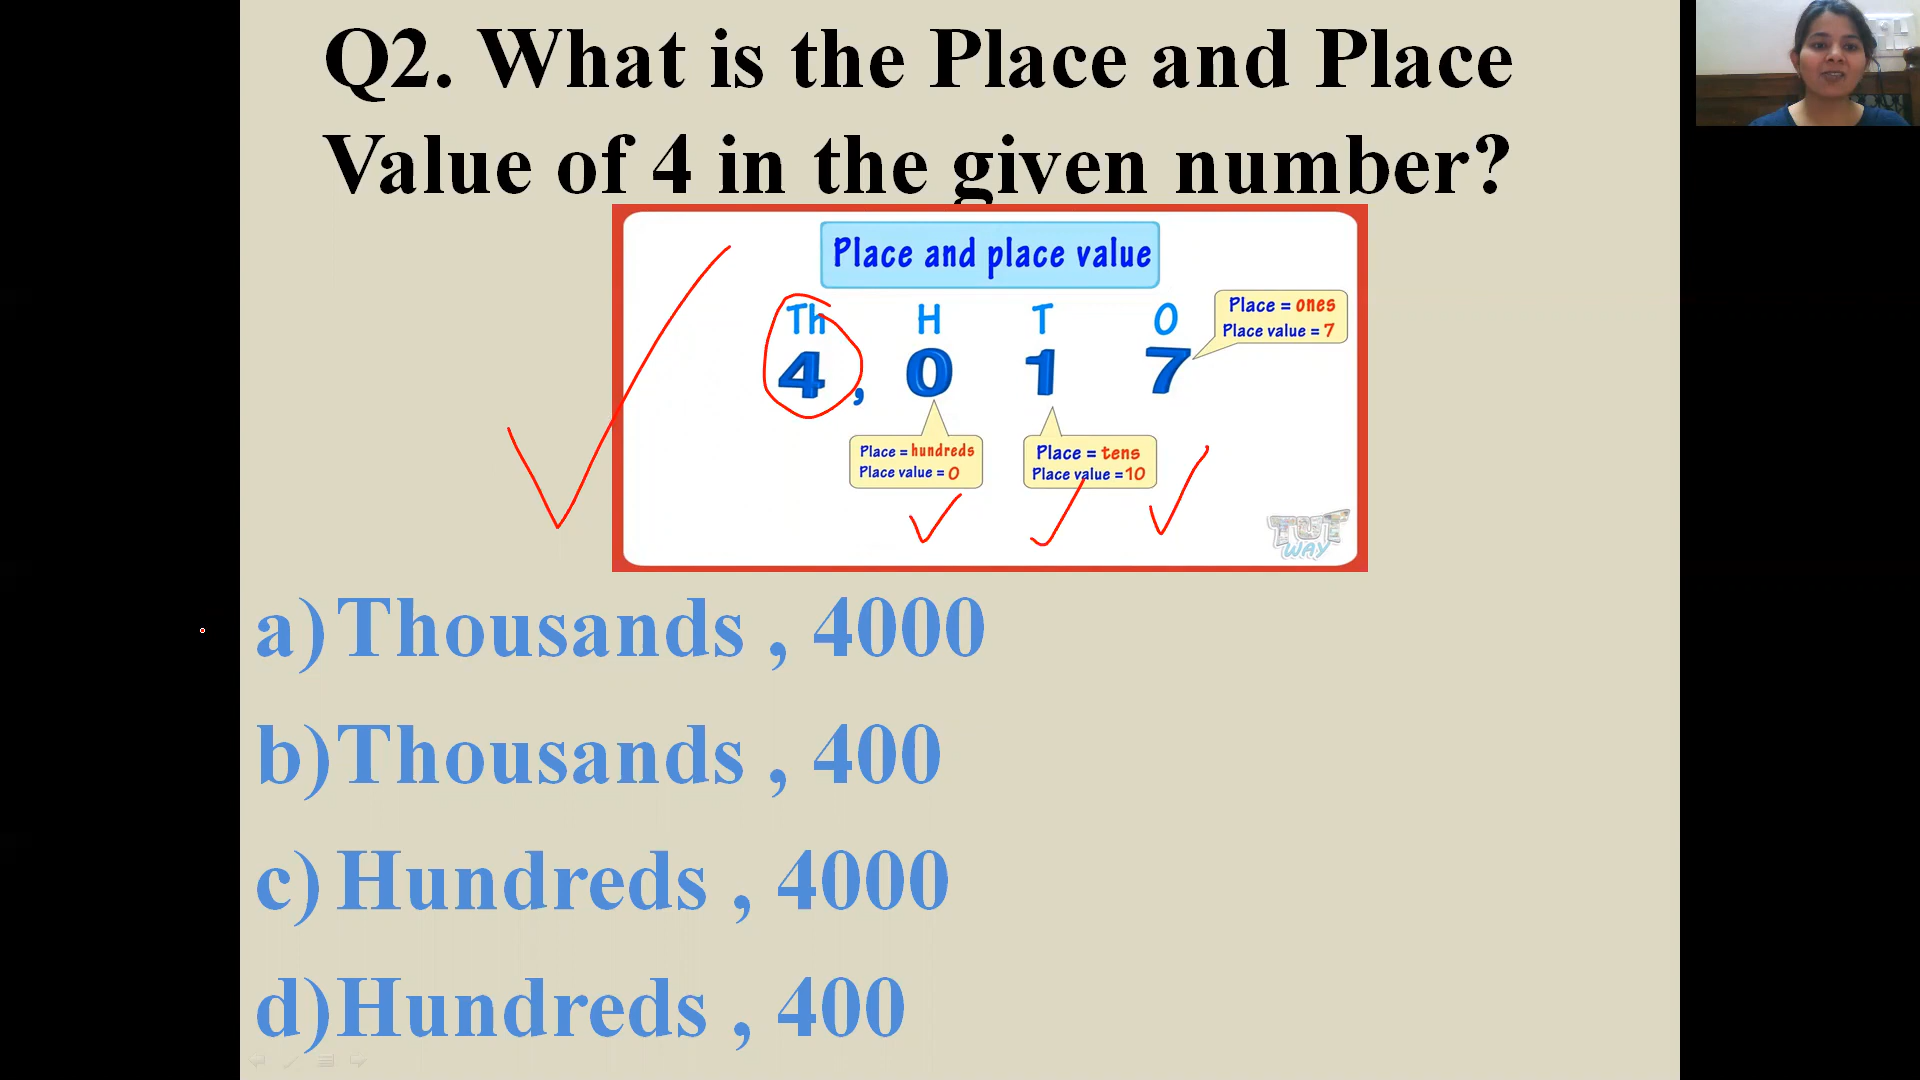 Q2. What is the Place and Place
Value of 4 in the given number?
Place and place value
Th H T O
4, 0 1 7
Place = ones
Place value = 7
Place = hundreds
Place value = 0
Place = tens
Place value = 10
TUT
WAY
a) Thousands , 4000
b) Thousands , 400
c) Hundreds , 4000
d) Hundreds , 400